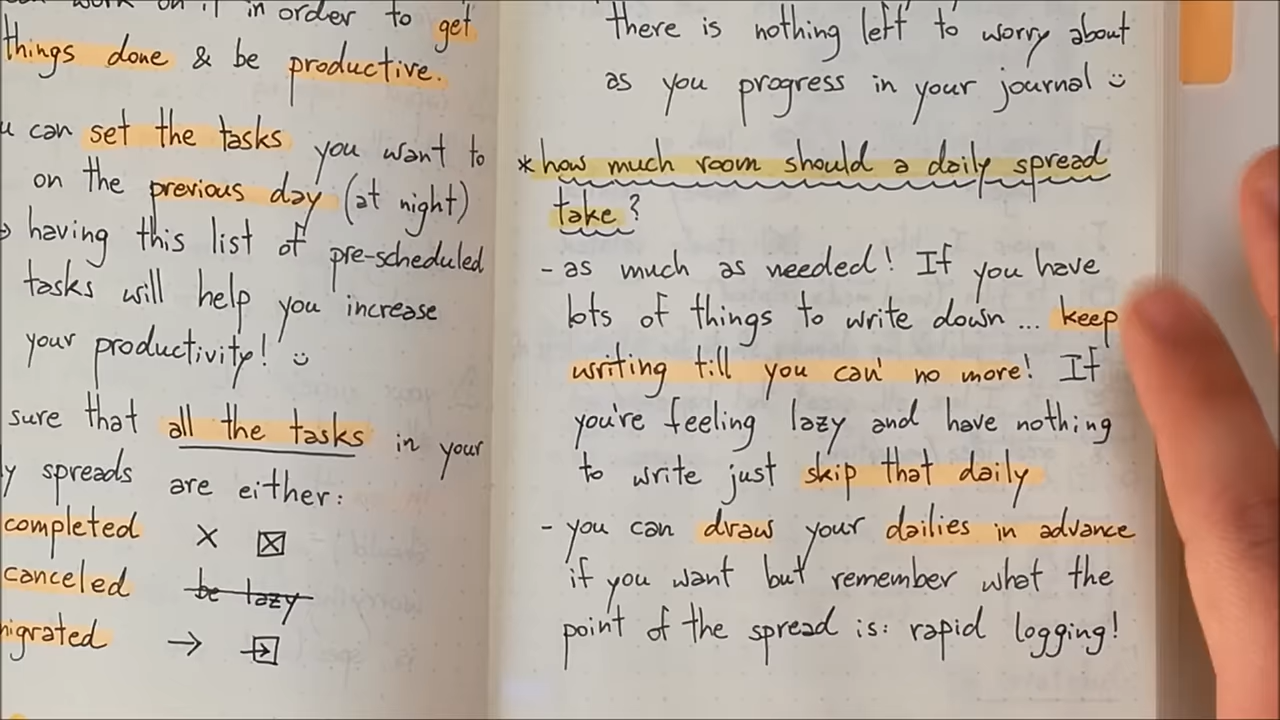 work on it in order to get
things done & be productive.
can set the tasks you want to
on the previous day (at night)
having this list of pre-scheduled
tasks will help you increase
your productivity! :)
sure that all the tasks in your
spreads are either:
completed X ☒
canceled be lazy
→
there is nothing left to worry about
as you progress in your journal :)
* how much room should a daily spread
take?
- as much as needed! If you have
lots of things to write down ... keep
writing till you can' no more! If
you're feeling lazy and have nothing
to write just skip that daily
- you can draw your dailies in advance
if you want but remember what the
point of the spread is: rapid logging!